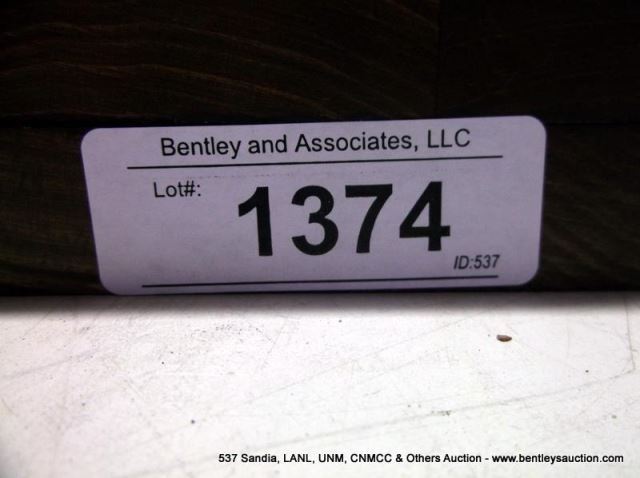 Bentley and Associates, LLC
Lot#:
1374
ID:537
537 Sandia, LANL, UNM, CNMCC & Others Auction - www.bentleysauction.com